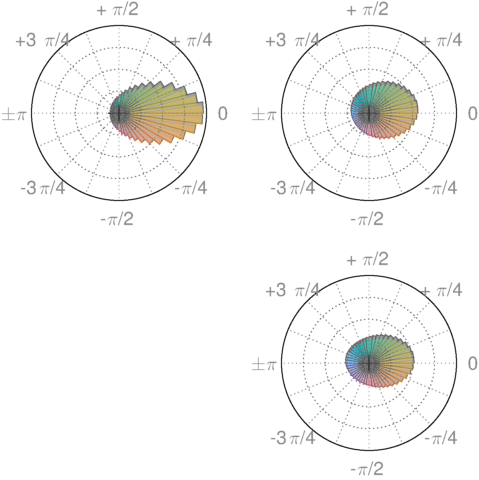 + π/2 + π/2
+3 π/4 + π/4 +3 π/4 + π/4
±π 0 ±π 0
-3 π/4 -π/4 -3 π/4 -π/4
-π/2 -π/2
+ π/2
+3 π/4 + π/4
±π 0
-3 π/4 -π/4
-π/2